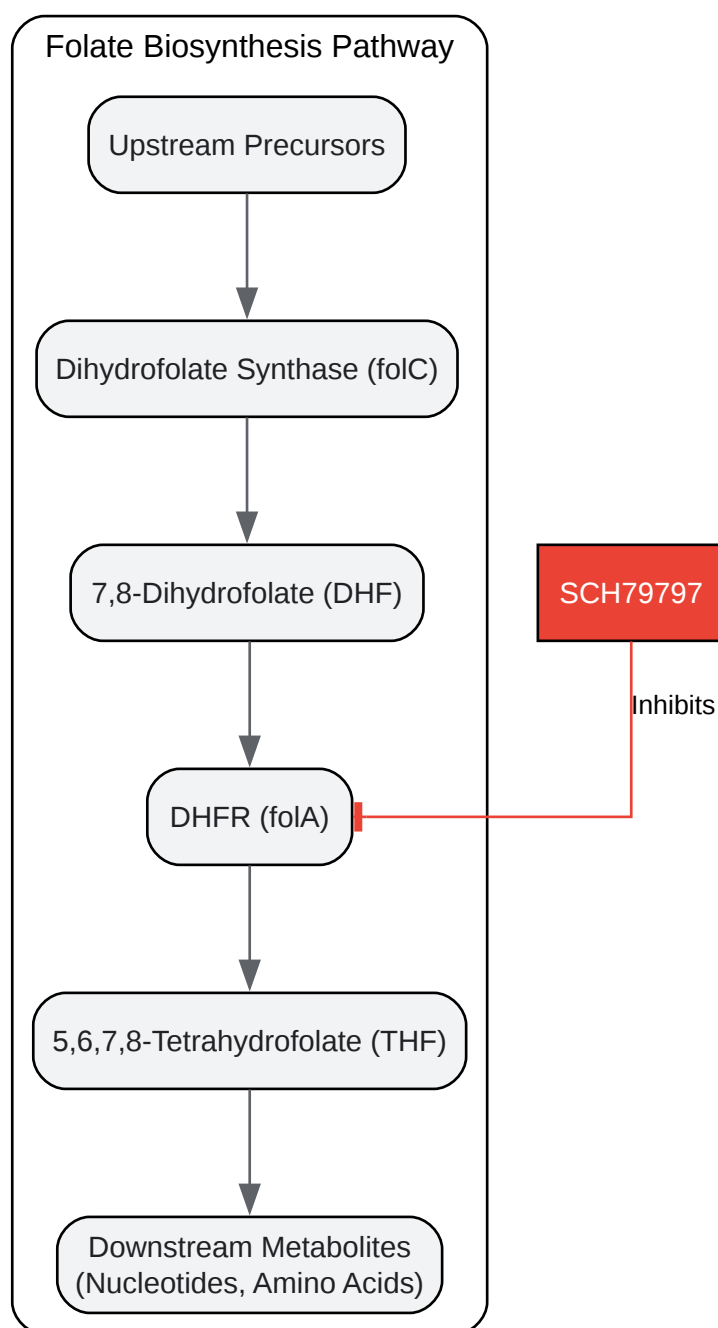 Folate Biosynthesis Pathway
Upstream Precursors
Dihydrofolate Synthase (folC)
7,8-Dihydrofolate (DHF)
SCH79797
Inhibits
DHFR (folA)
5,6,7,8-Tetrahydrofolate (THF)
Downstream Metabolites
(Nucleotides, Amino Acids)